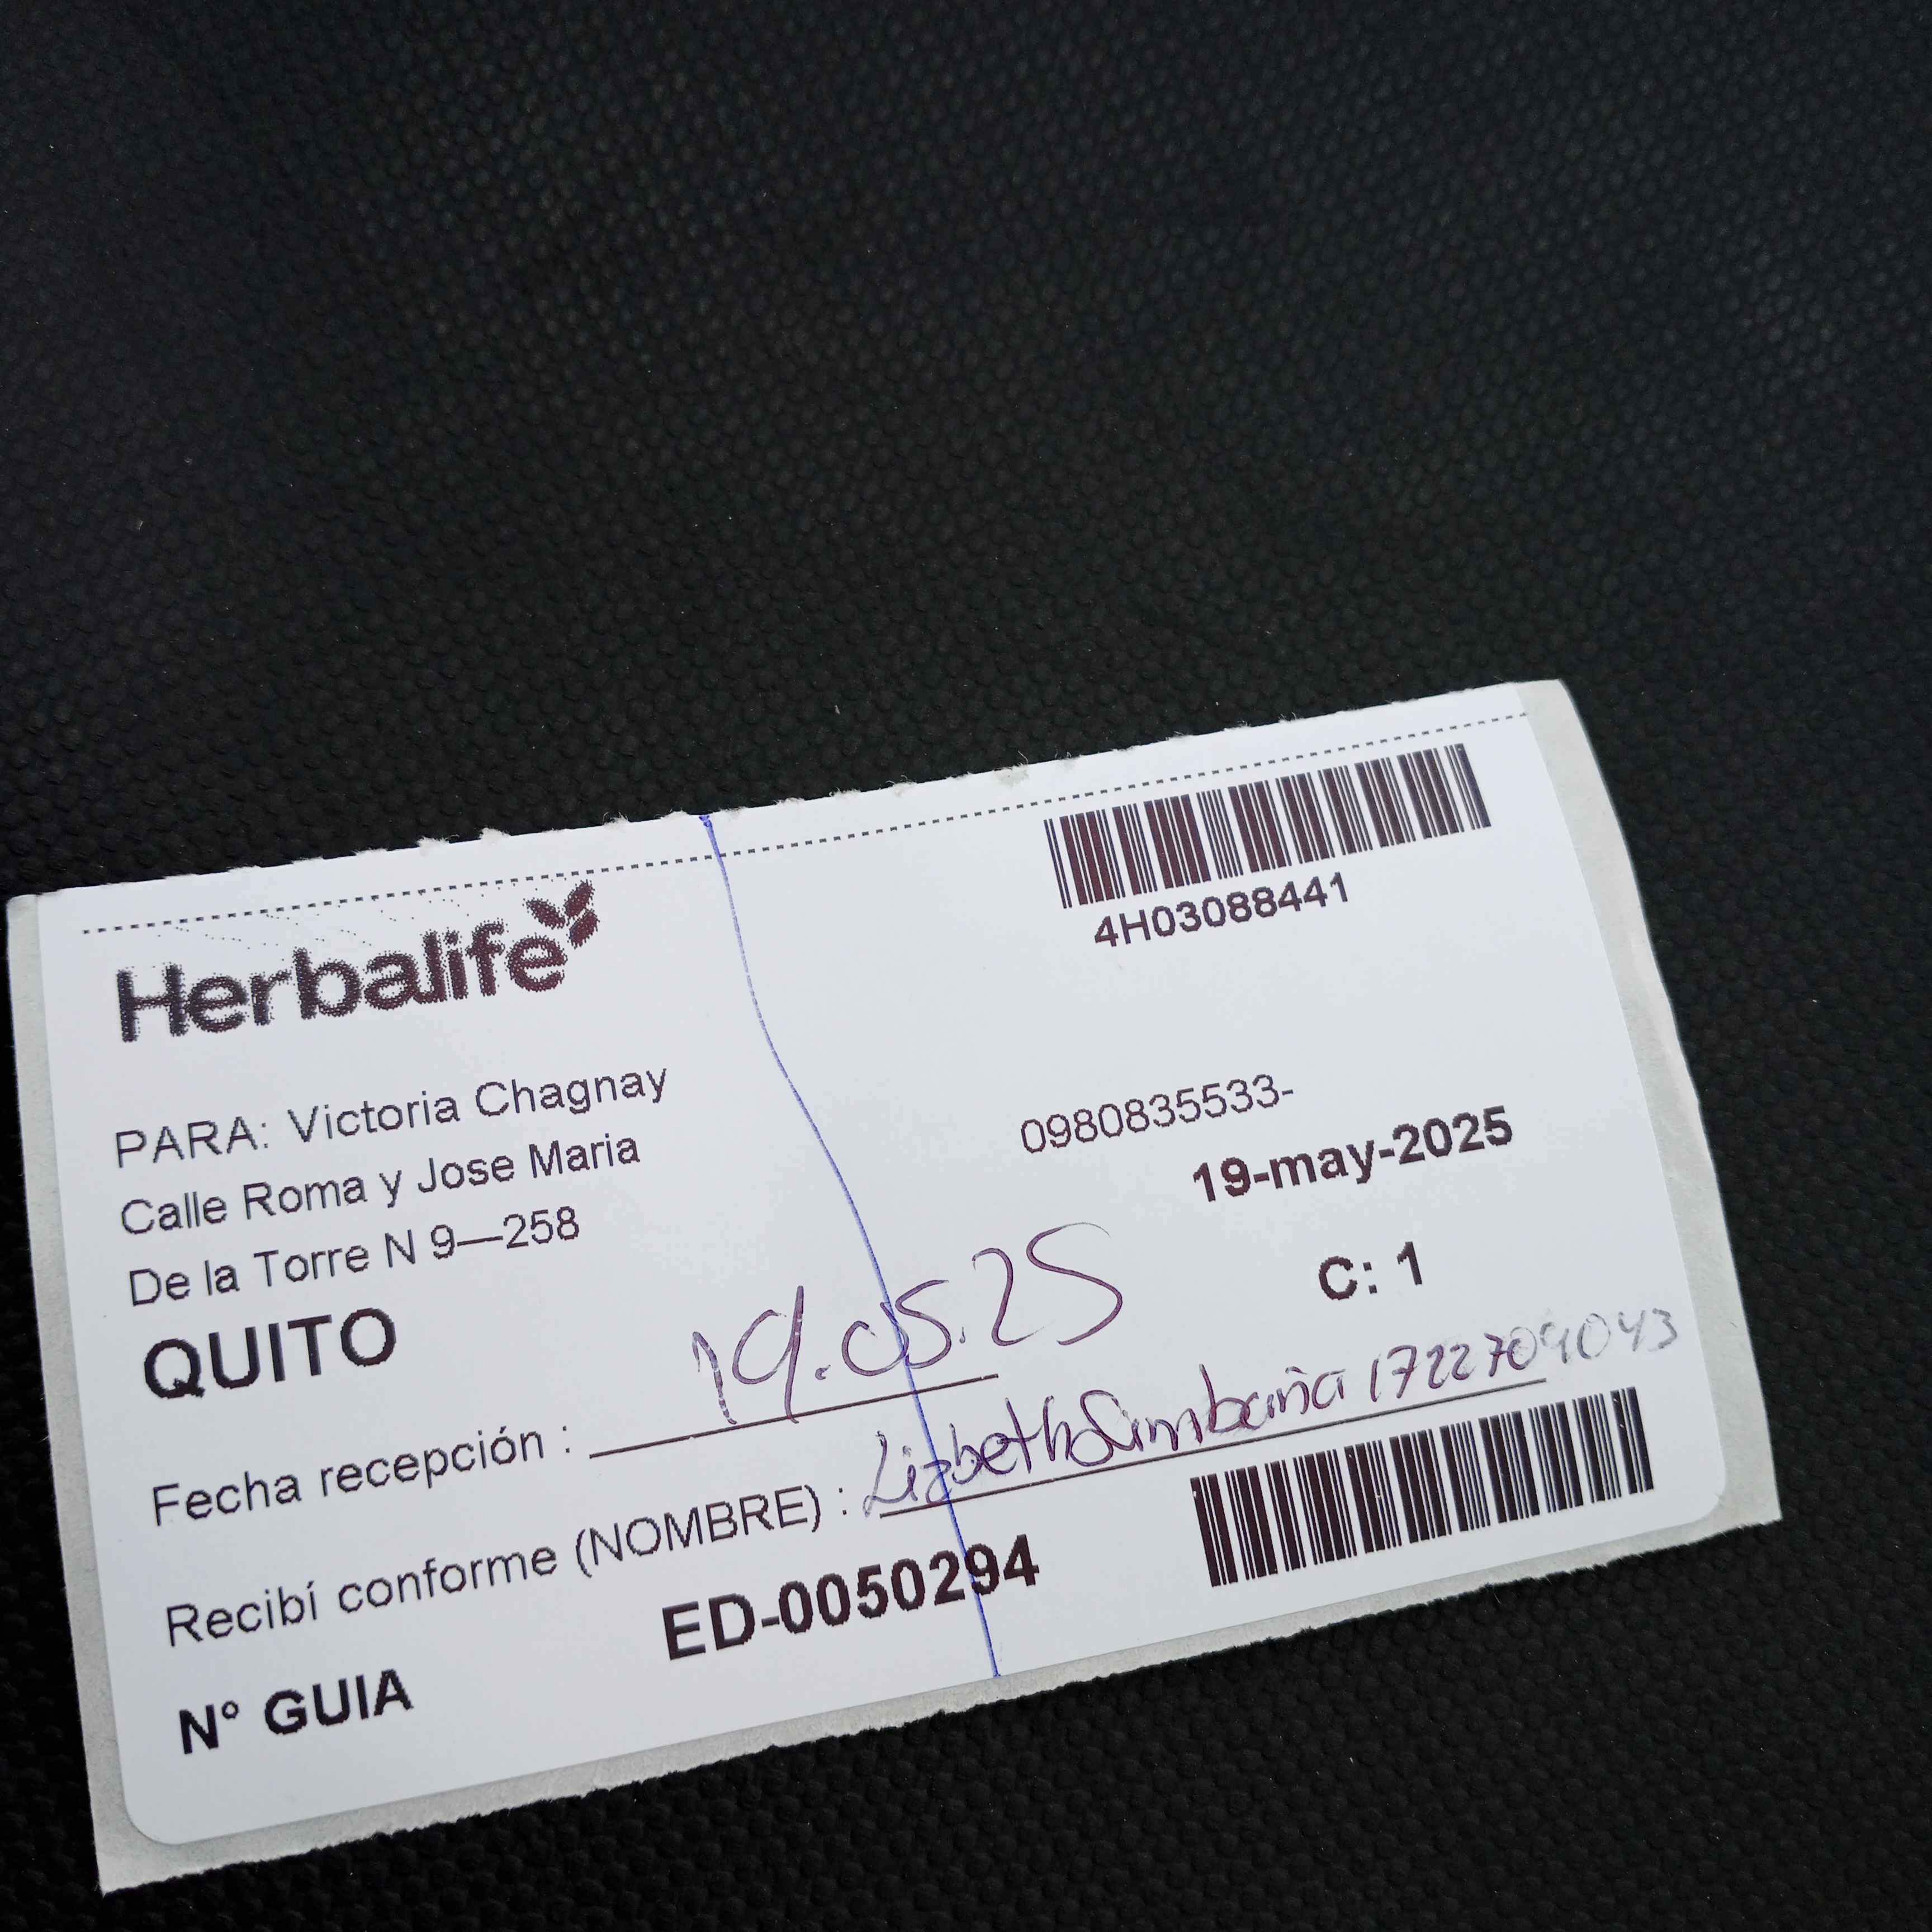 4H03088441
Herbalife
PARA: Victoria Chagnay
0980835533-
Calle Roma y Jose Maria
19-may-2025
De la Torre N 9—258
C: 1
QUITO
Fecha recepción : 19.05.25
Recibí conforme (NOMBRE) : Lizbeth Simbaña 1722709043
N° GUIA ED-0050294